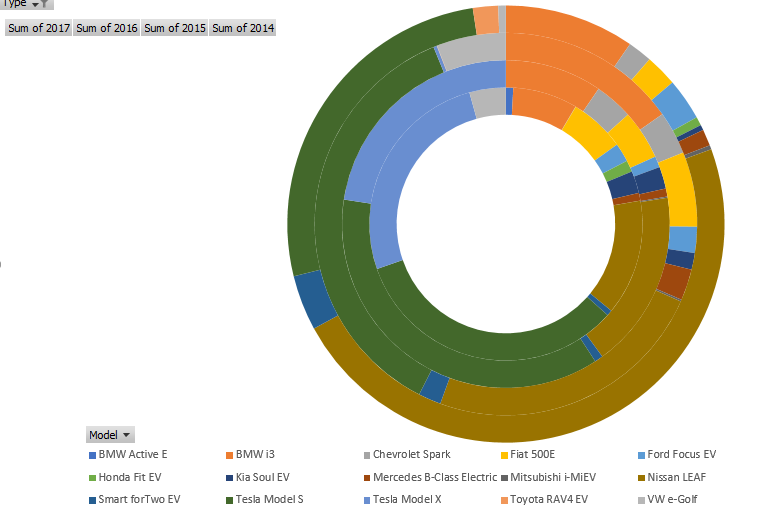 Type
Sum of 2017 Sum of 2016 Sum of 2015 Sum of 2014
Model
BMW Active E BMW i3 Chevrolet Spark Fiat 500E Ford Focus EV
Honda Fit EV Kia Soul EV Mercedes B-Class Electric Mitsubishi i-MiEV Nissan LEAF
Smart forTwo EV Tesla Model S Tesla Model X Toyota RAV4 EV VW e-Golf